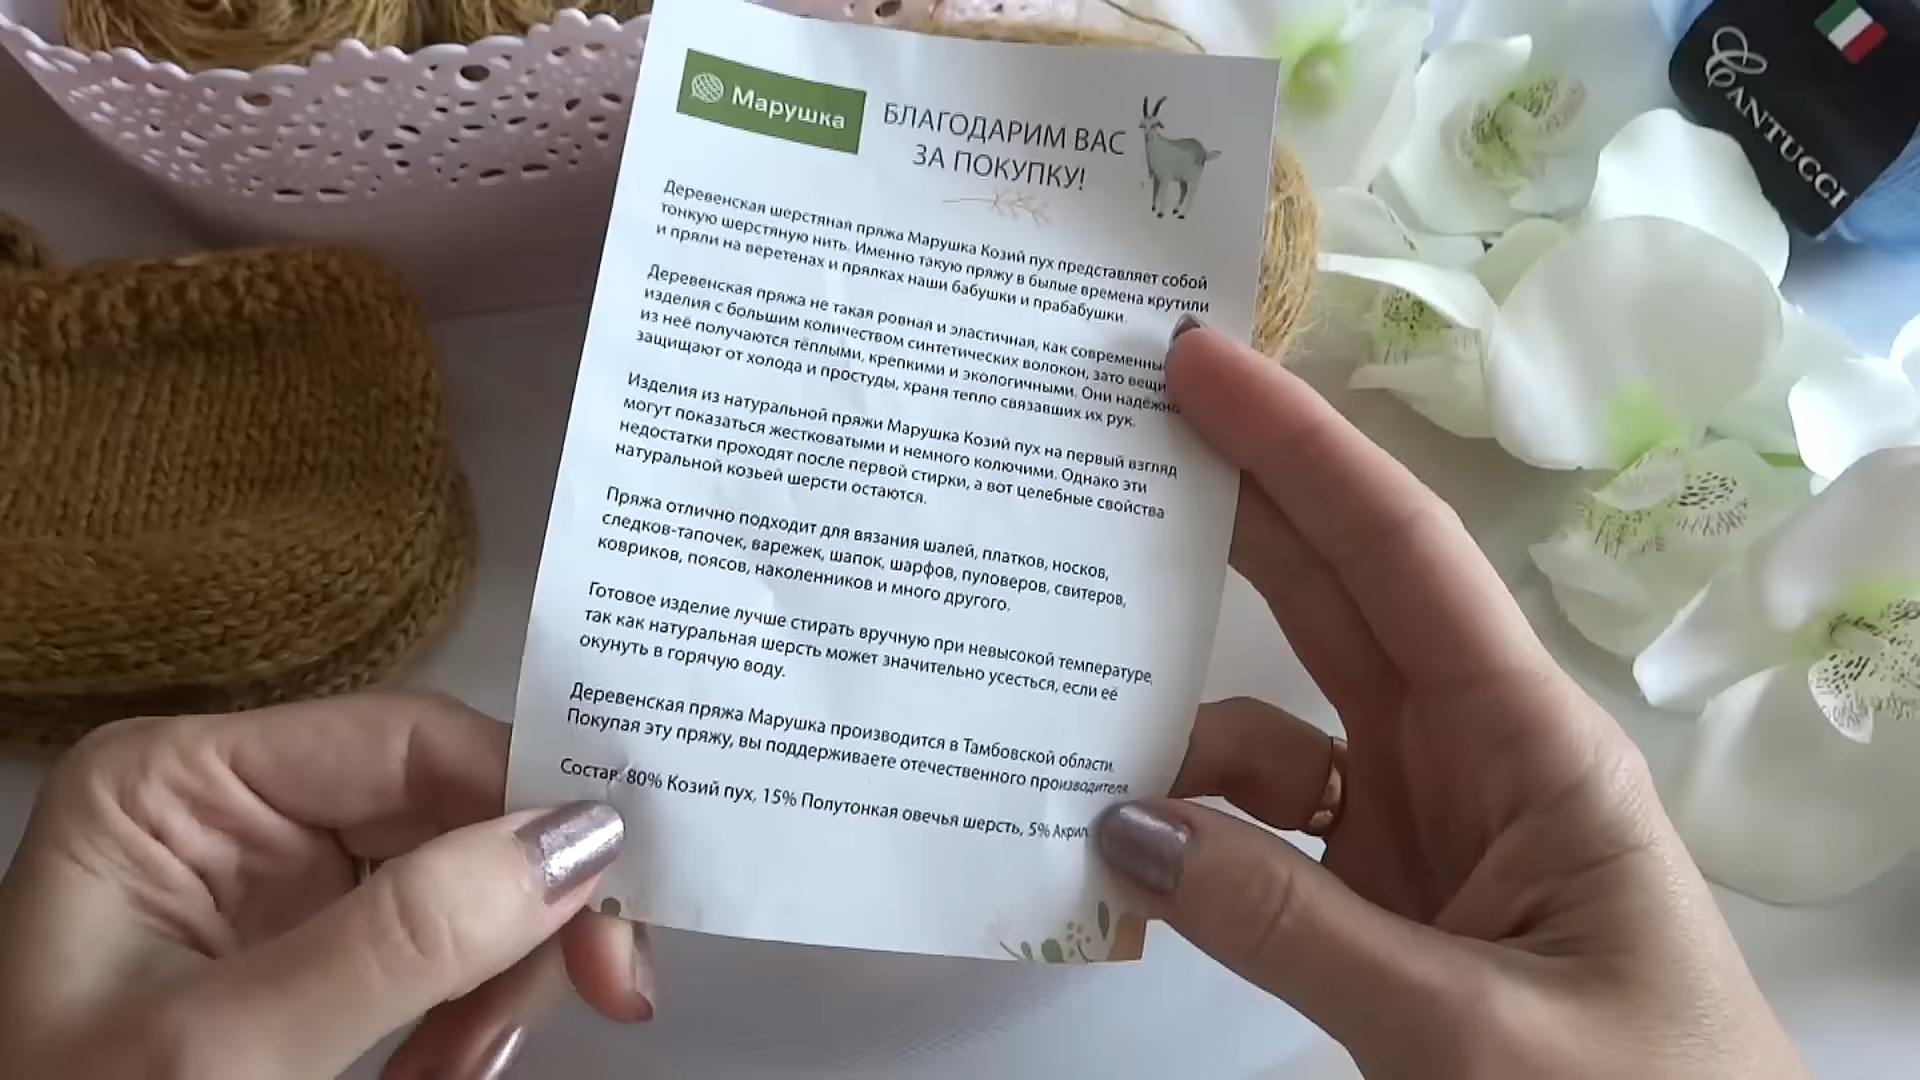 Марушка
БЛАГОДАРИМ ВАС
ЗА ПОКУПКУ!
Деревенская шерстяная пряжа Марушка Козий пух представляет собой
тонкую шерстяную нить. Именно такую пряжу в былые времена крутили
и пряли на веретенах и прялках наши бабушки и прабабушки.
Деревенская пряжа не такая ровная и эластичная, как современны
изделия с большим количеством синтетических волокон, зато вещи
из неё получаются тёплыми, крепкими и экологичными. Они надёжно
защищают от холода и простуды, храня тепло связавших их рук.
Изделия из натуральной пряжи Марушка Козий пух на первый взгляд
могут показаться жестковатыми и немного колючими. Однако эти
недостатки проходят после первой стирки, а вот целебные свойства
натуральной козьей шерсти остаются.
Пряжа отлично подходит для вязания шалей, платков, носков,
следков-тапочек, варежек, шапок, шарфов, пуловеров, свитеров,
ковриков, поясов, наколенников и много другого.
Готовое изделие лучше стирать вручную при невысокой температуре,
так как натуральная шерсть может значительно усесться, если её
окунуть в горячую воду.
Деревенская пряжа Марушка производится в Тамбовской области.
Покупая эту пряжу, вы поддерживаете отечественного производителя.
Состав: 80% Козий пух, 15% Полутонкая овечья шерсть, 5% Акрил
CANTUCCI